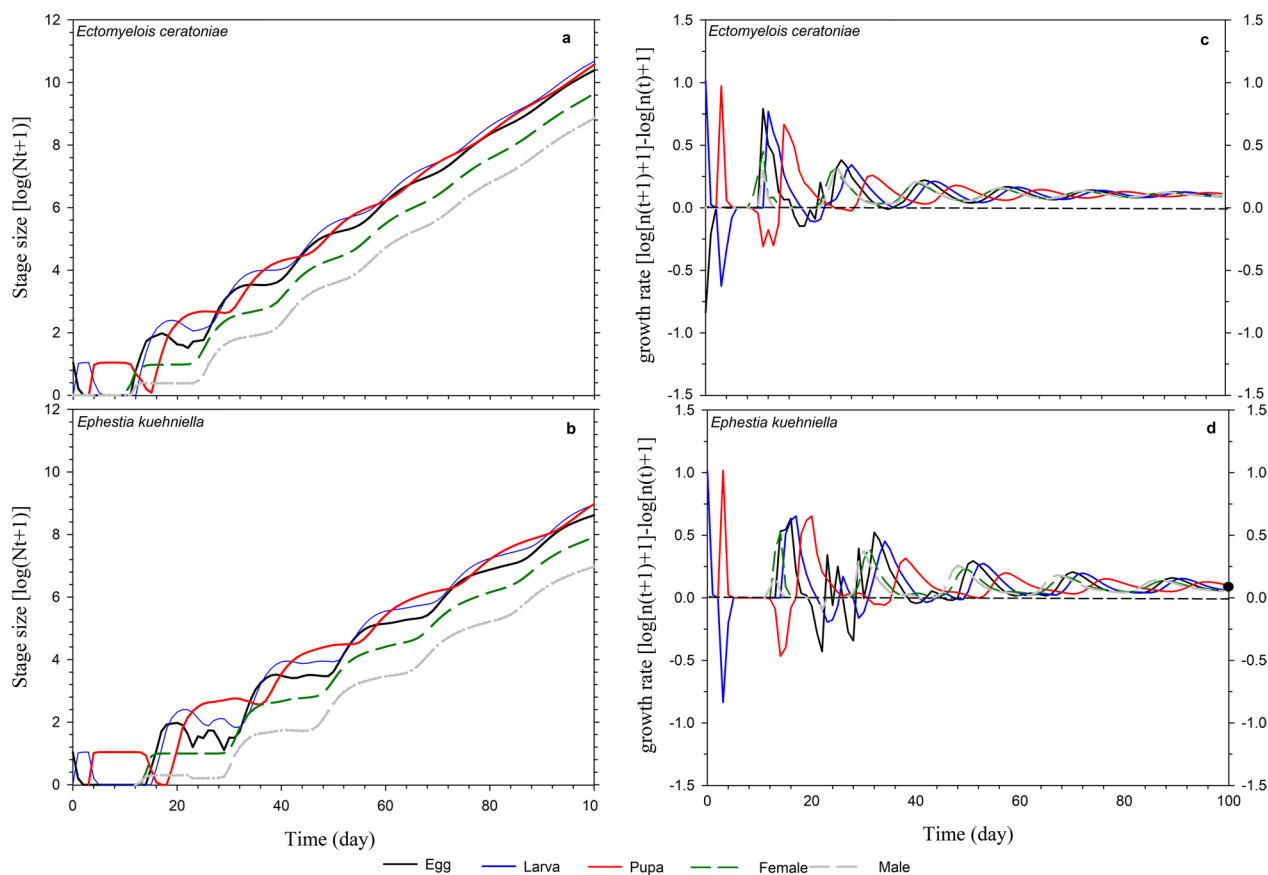 Ectomyelois ceratoniae
a
12
10
8
6
4
2
0
Stage size [log(Nt+1)]
Ectomyelois ceratoniae
c
1.5
1.0
0.5
0.0
-0.5
-1.0
-1.5
growth rate [log[n(t+1)+1]-log[n(t)+1]
1.5
1.0
0.5
0.0
-0.5
-1.0
-1.5
Ephestia kuehniella
b
12
10
8
6
4
2
0
Stage size [log(Nt+1)]
0 20 40 60 80 10
Time (day)
Ephestia kuehniella
d
1.5
1.0
0.5
0.0
-0.5
-1.0
-1.5
growth rate [log[n(t+1)+1]-log[n(t)+1]
1.5
1.0
0.5
0.0
-0.5
-1.0
-1.5
0 20 40 60 80 100
Time (day)
Egg Larva Pupa Female Male